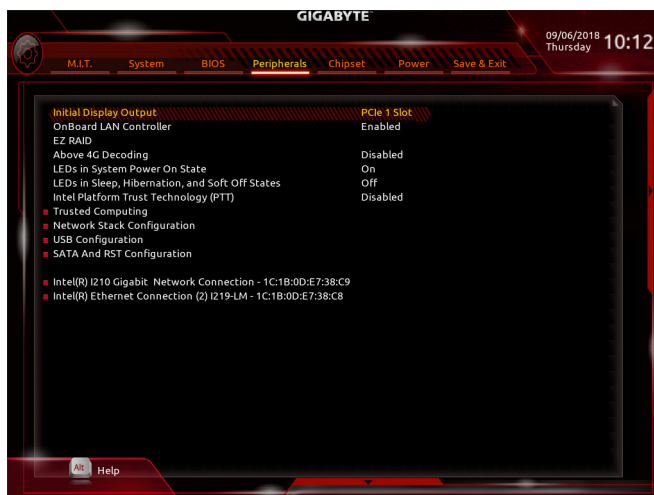 GIGABYTE™
09/06/2018 10:12
Thursday
M.I.T. System BIOS Peripherals Chipset Power Save & Exit
Initial Display Output PCIe 1 Slot
OnBoard LAN Controller Enabled
EZ RAID
Above 4G Decoding Disabled
LEDs in System Power On State On
LEDs in Sleep, Hibernation, and Soft Off States Off
Intel Platform Trust Technology (PTT) Disabled
Trusted Computing
Network Stack Configuration
USB Configuration
SATA And RST Configuration
Intel(R) I210 Gigabit Network Connection - 1C:1B:0D:E7:38:C9
Intel(R) Ethernet Connection (2) I219-LM - 1C:1B:0D:E7:38:C8
Alt Help